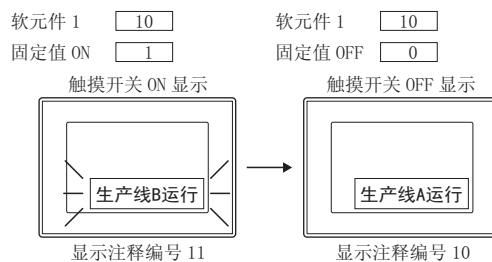 软元件 1 10
固定值 ON 1
触摸开关 ON 显示
生产线B运行
显示注释编号 11
软元件 1 10
固定值 OFF 0
触摸开关 OFF 显示
生产线A运行
显示注释编号 10